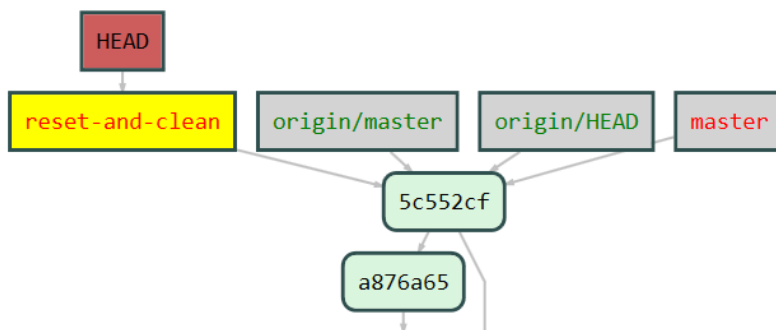 HEAD
reset-and-clean
origin/master
origin/HEAD
master
5c552cf
a876a65